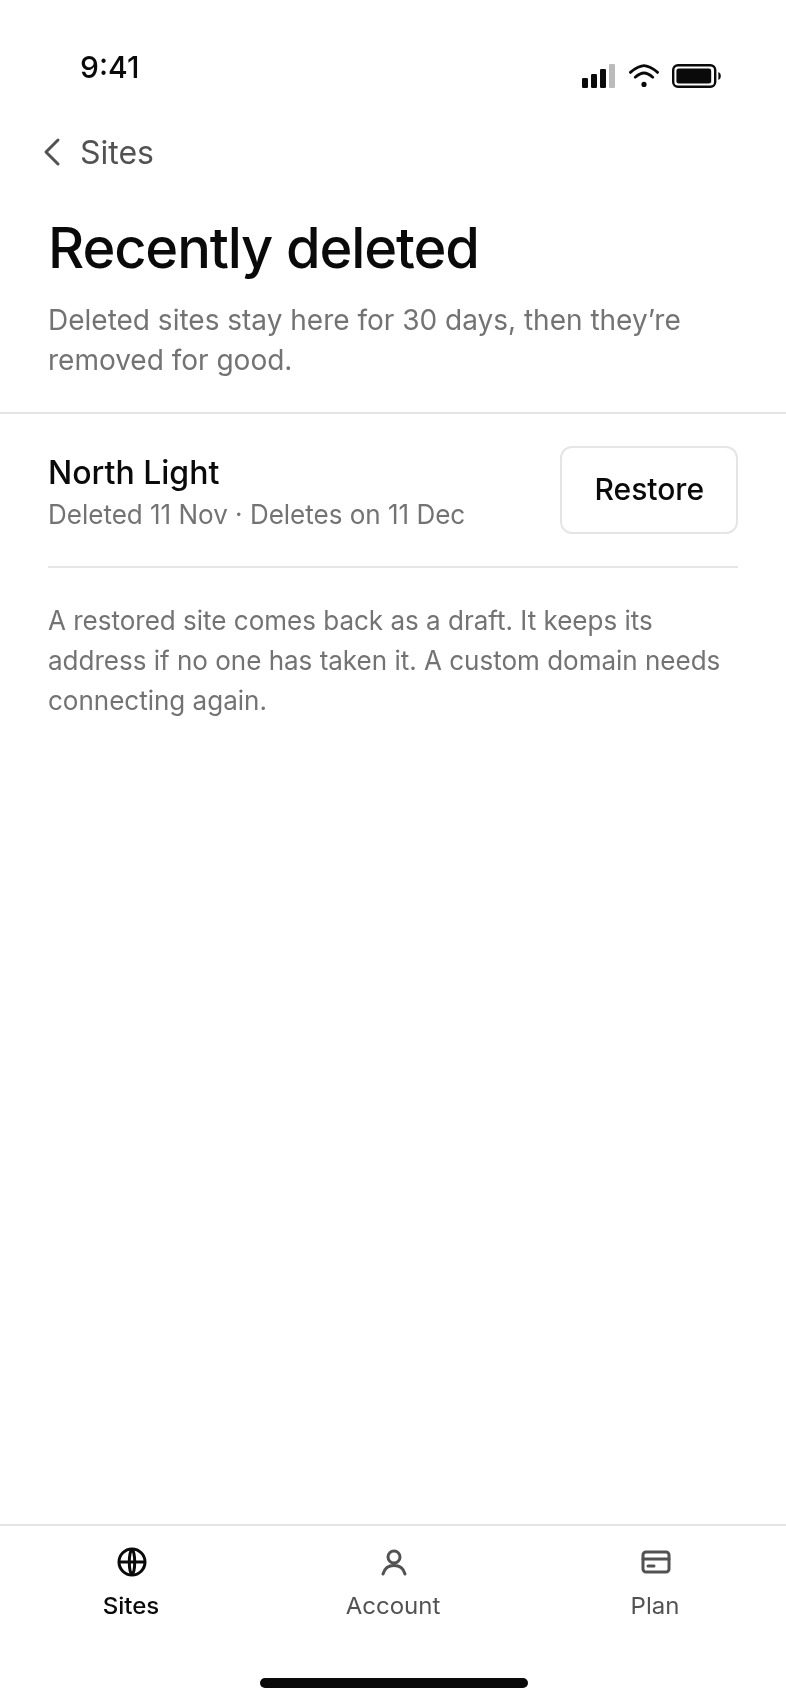 9:41
Sites
Recently deleted
Deleted sites stay here for 30 days, then they’re
removed for good.
North Light
Deleted 11 Nov · Deletes on 11 Dec
Restore
A restored site comes back as a draft. It keeps its
address if no one has taken it. A custom domain needs
connecting again.
Sites
Account
Plan